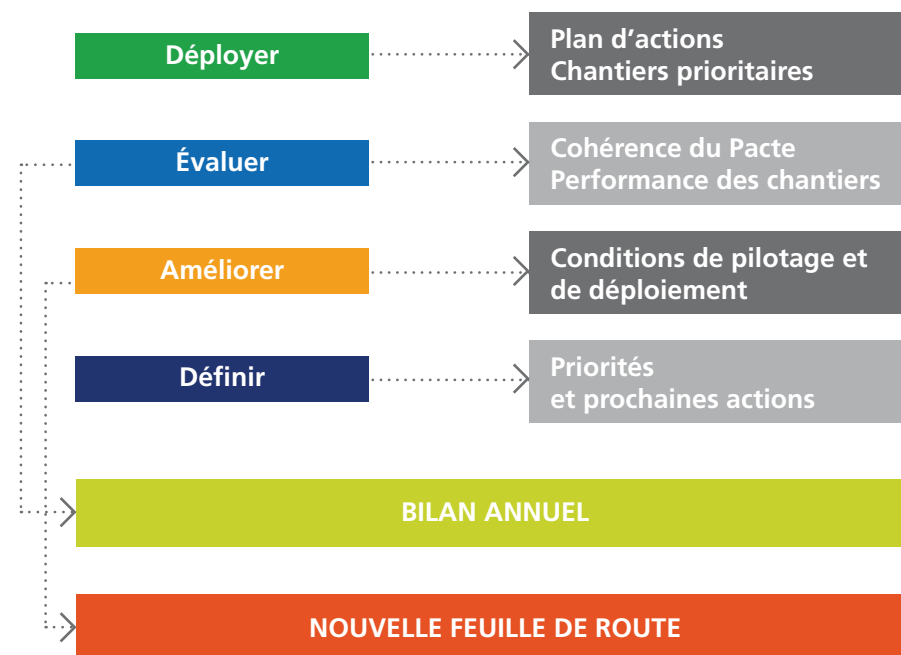 Déployer
Plan d’actions
Chantiers prioritaires
Évaluer
Cohérence du Pacte
Performance des chantiers
Améliorer
Conditions de pilotage et
de déploiement
Définir
Priorités
et prochaines actions
BILAN ANNUEL
NOUVELLE FEUILLE DE ROUTE